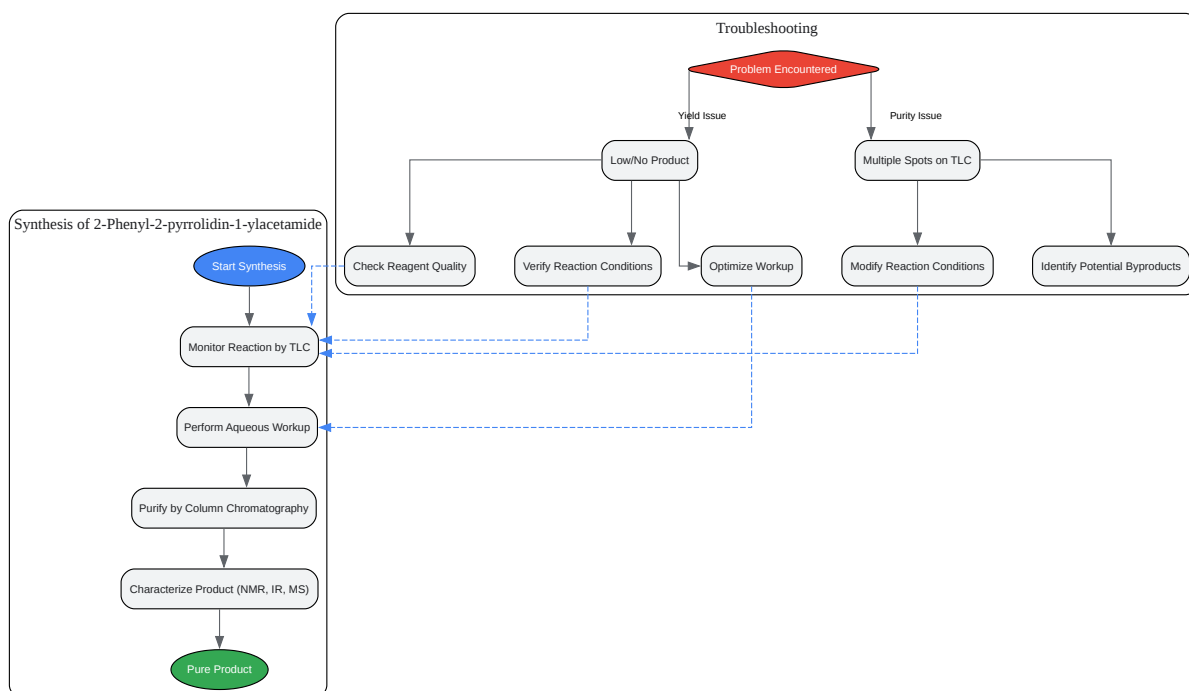 Troubleshooting
Problem Encountered
Yield Issue
Purity Issue
Low/No Product
Multiple Spots on TLC
Check Reagent Quality
Verify Reaction Conditions
Optimize Workup
Modify Reaction Conditions
Identify Potential Byproducts
Synthesis of 2-Phenyl-2-pyrrolidin-1-ylacetamide
Start Synthesis
Monitor Reaction by TLC
Perform Aqueous Workup
Purify by Column Chromatography
Characterize Product (NMR, IR, MS)
Pure Product